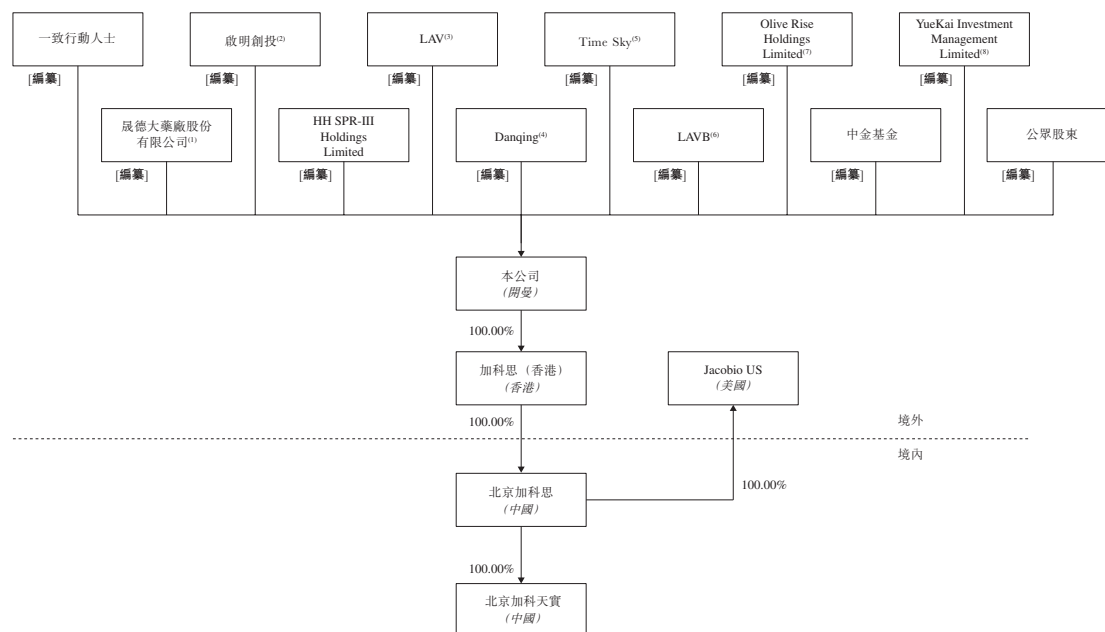 一致行動人士
啟明創投(2)
LAV(3)
Time Sky(5)
Olive Rise
Holdings
Limited(7)
YueKai Investment
Management
Limited(8)
[編纂]
[編纂]
[編纂]
[編纂]
[編纂]
[編纂]
晟德大藥廠股份
有限公司(1)
HH SPR-III
Holdings
Limited
Danqing(4)
LAVB(6)
中金基金
公眾股東
[編纂]
[編纂]
[編纂]
[編纂]
[編纂]
[編纂]
本公司
(開曼)
100.00%
加科思（香港）
(香港)
Jacobio US
(美國)
100.00%
境外
境內
北京加科思
(中國)
100.00%
100.00%
北京加科天實
(中國)